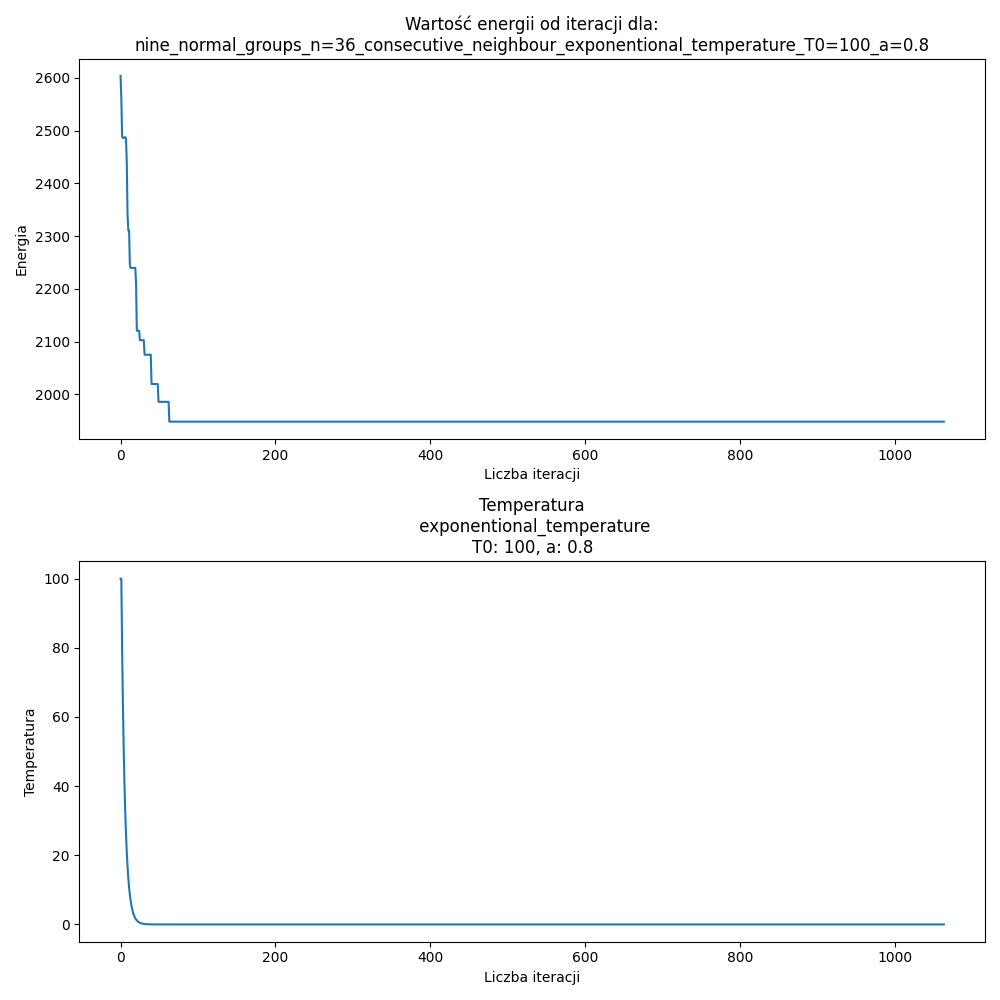 Wartość energii od iteracji dla:
nine_normal_groups_n=36_consecutive_neighbour_exponentional_temperature_T0=100_a=0.8
2600
2500
2400
2300
2200
2100
2000
Energia
0 200 400 600 800 1000
Liczba iteracji
Temperatura
exponentional_temperature
T0: 100, a: 0.8
100
80
60
40
20
0
Temperatura
0 200 400 600 800 1000
Liczba iteracji